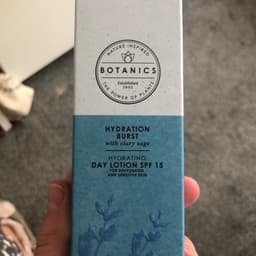 NATURE INSPIRED
BOTANICS
Established
1995
THE POWER OF PLANTS
HYDRATION
BURST
with clary sage
HYDRATING
DAY LOTION SPF 15
FOR DEHYDRATED
AND SENSITIVE SKIN